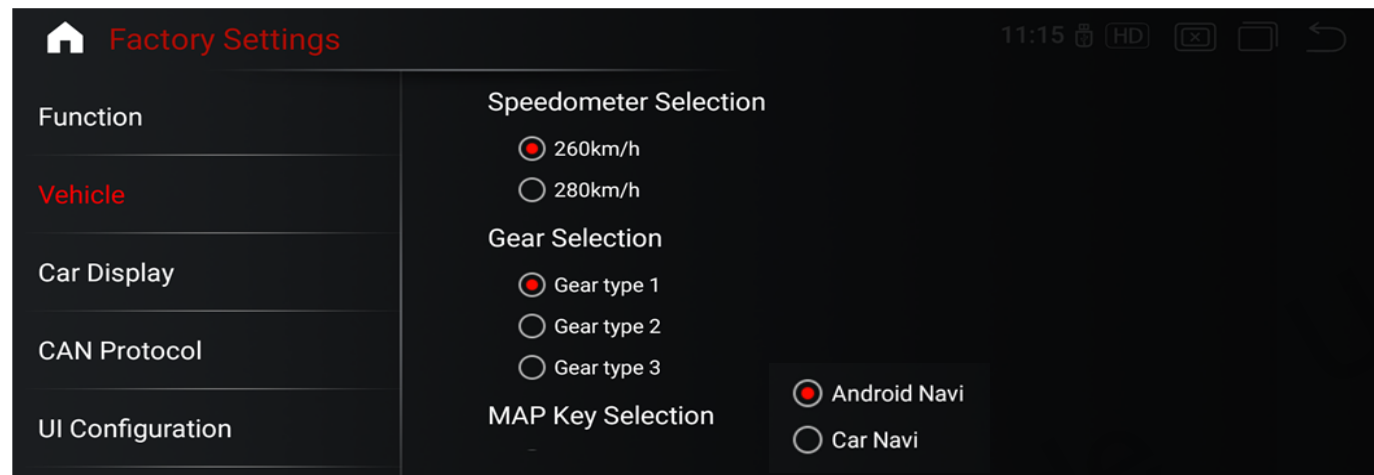 Factory Settings
11:15 HD
Function
Vehicle
Car Display
CAN Protocol
UI Configuration
Speedometer Selection
260km/h
280km/h
Gear Selection
Gear type 1
Gear type 2
Gear type 3
MAP Key Selection
Android Navi
Car Navi